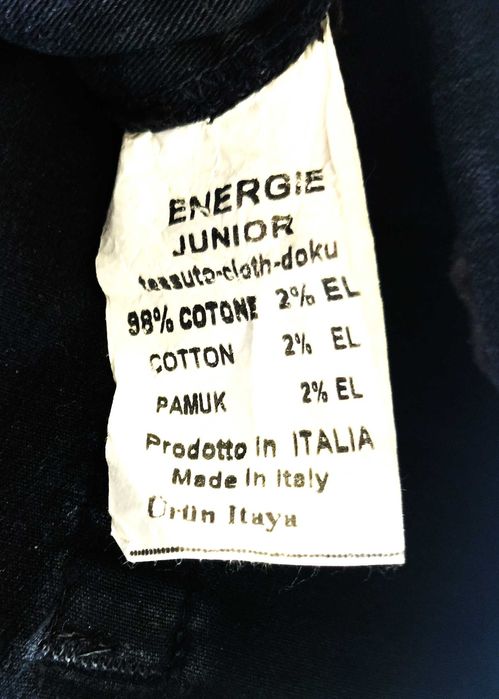 ENERGIE
JUNIOR
tessuto-cloth-doku
98% COTONE 2% EL
COTTON 2% EL
PAMUK 2% EL
Prodotto in ITALIA
Made in Italy
Ürün Itaya